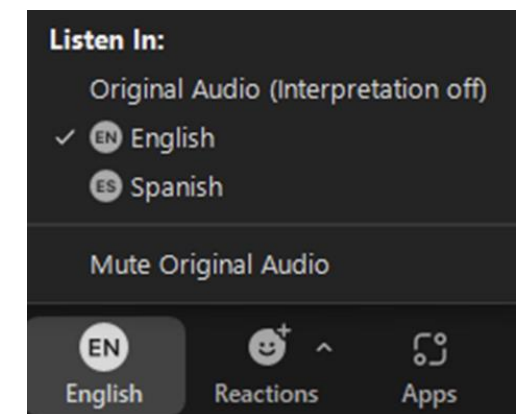 Listen In:
Original Audio (Interpretation off)
EN English
ES Spanish
Mute Original Audio
EN
English Reactions Apps